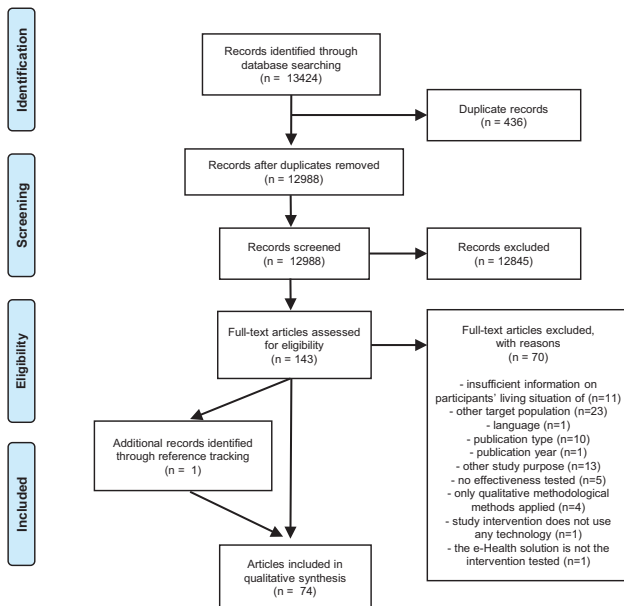 Identification
Records identified through
database searching
(n = 13424)
Duplicate records
(n = 436)
Screening
Records after duplicates removed
(n = 12988)
Records screened
(n = 12988)
Records excluded
(n = 12845)
Eligibility
Full-text articles assessed
for eligibility
(n = 143)
Full-text articles excluded,
with reasons
(n = 70)
- insufficient information on
participants' living situation of (n=11)
- other target population (n=23)
- language (n=1)
- publication type (n=10)
- publication year (n=1)
- other study purpose (n=13)
- no effectiveness tested (n=5)
- only qualitative methodological
methods applied (n=4)
- study intervention does not use
any technology (n=1)
- the e-Health solution is not the
intervention tested (n=1)
Included
Additional records identified
through reference tracking
(n = 1)
Articles included in
qualitative synthesis
(n = 74)